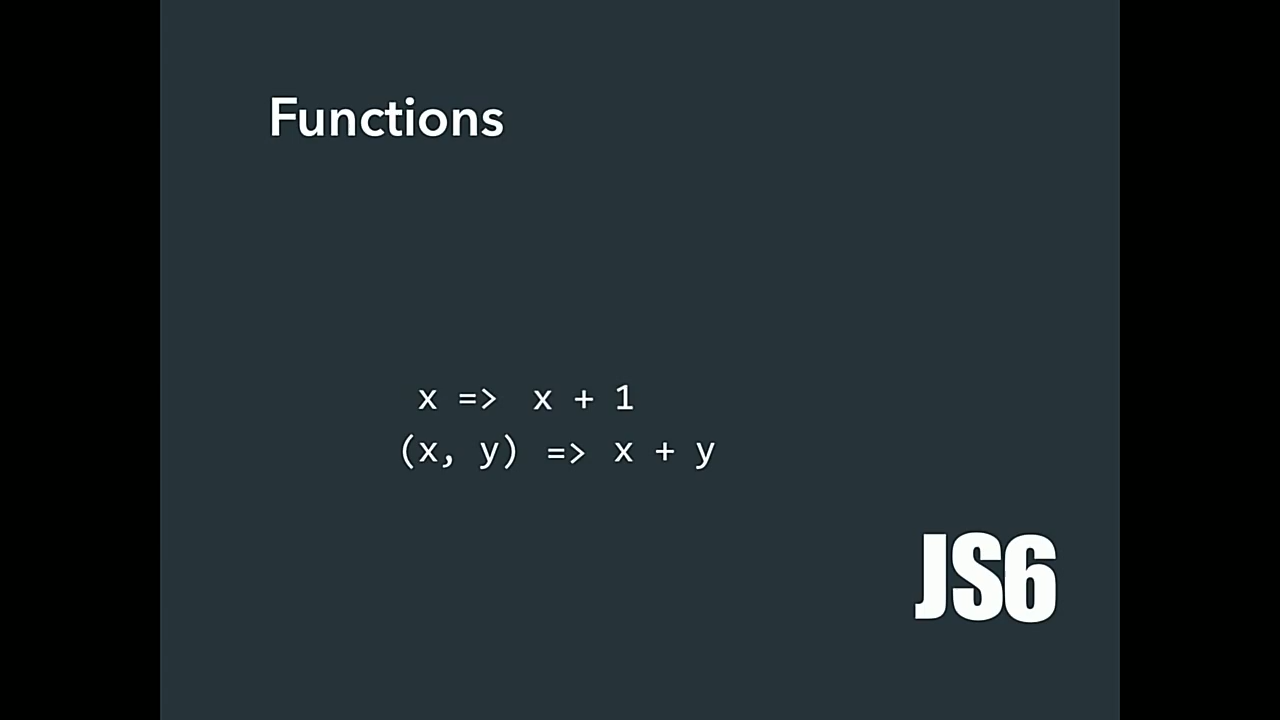 Functions
x => x + 1
(x, y) => x + y
JS6